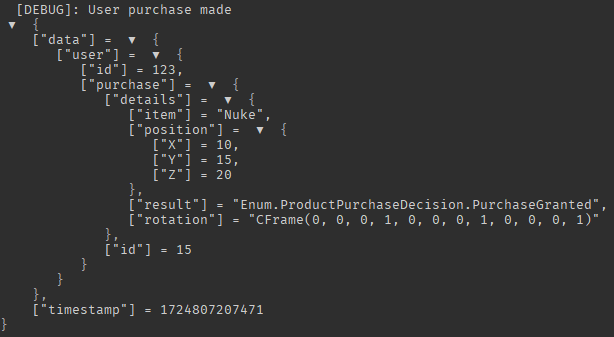 [DEBUG]: User purchase made
▼ {
["data"] = ▼ {
["user"] = ▼ {
["id"] = 123,
["purchase"] = ▼ {
["details"] = ▼ {
["item"] = "Nuke",
["position"] = ▼ {
["X"] = 10,
["Y"] = 15,
["Z"] = 20
},
["result"] = "Enum.ProductPurchaseDecision.PurchaseGranted",
["rotation"] = "CFrame(0, 0, 0, 1, 0, 0, 0, 1, 0, 0, 0, 1)"
},
["id"] = 15
}
}
},
["timestamp"] = 1724807207471
}